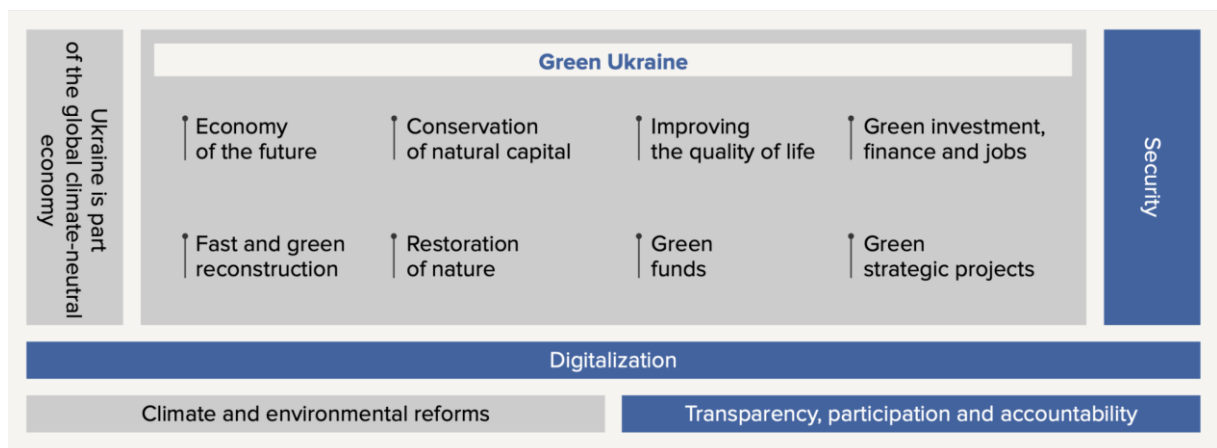 Ukraine is part
of the global climate-neutral
economy
Green Ukraine
Economy
of the future
Conservation
of natural capital
Improving
the quality of life
Green investment,
finance and jobs
Fast and green
reconstruction
Restoration
of nature
Green
funds
Green
strategic projects
Security
Digitalization
Climate and environmental reforms
Transparency, participation and accountability